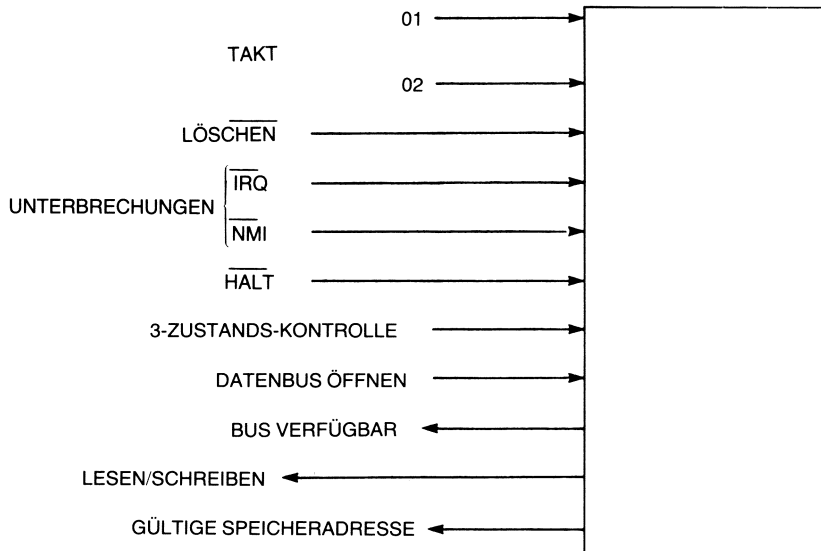 01
TAKT
02
LÖSCHEN
IRQ
UNTERBRECHUNGEN
NMI
HALT
3-ZUSTANDS-KONTROLLE
DATENBUS ÖFFNEN
BUS VERFÜGBAR
LESEN/SCHREIBEN
GÜLTIGE SPEICHERADRESSE